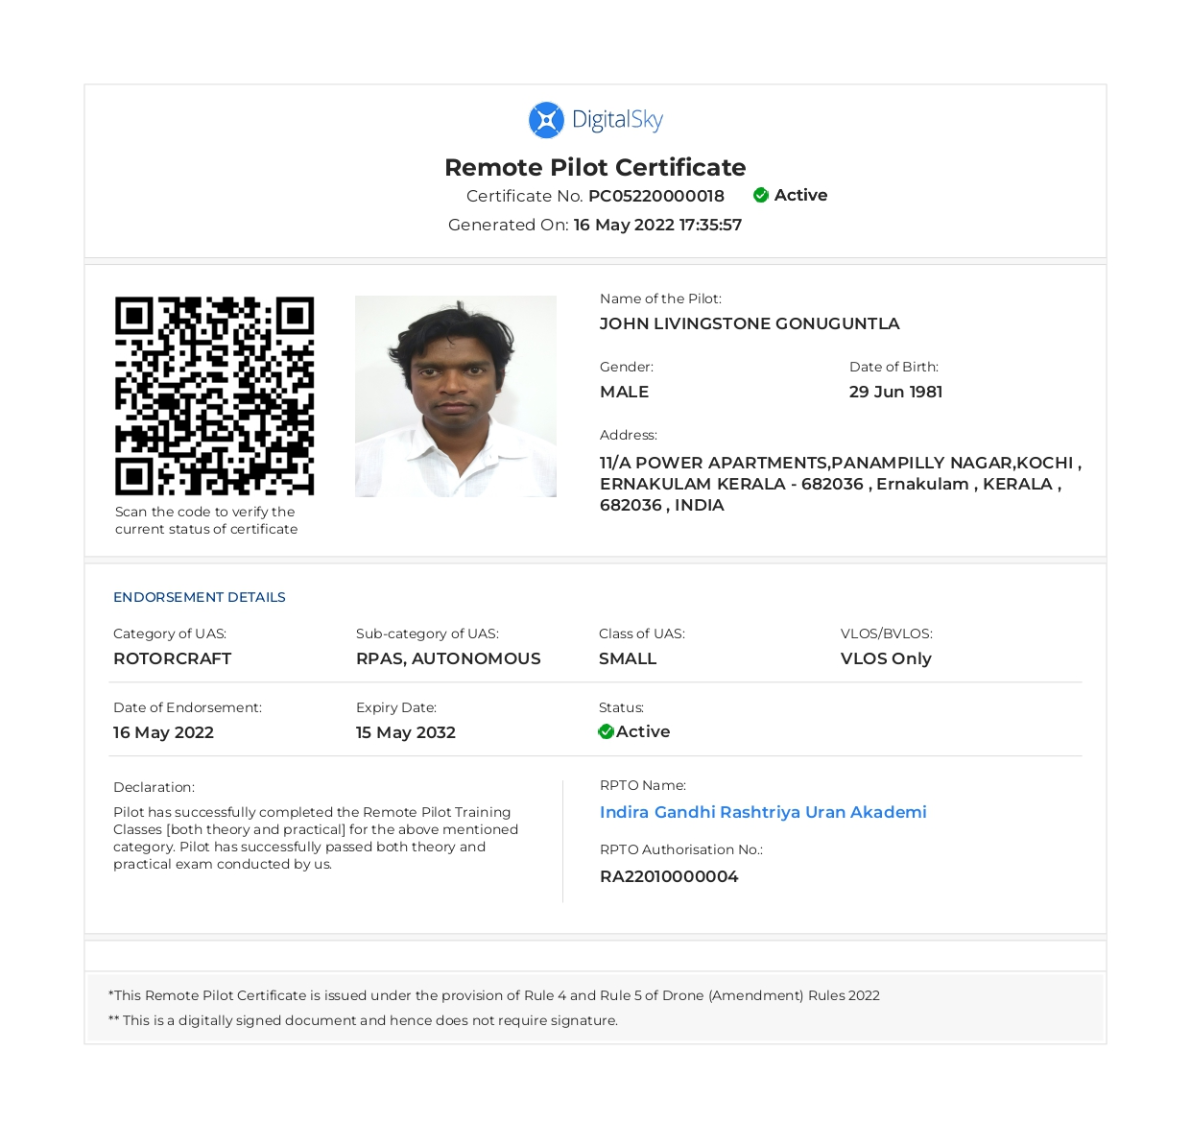 DigitalSky
Remote Pilot Certificate
Certificate No. PC05220000018 Active
Generated On: 16 May 2022 17:35:57
Scan the code to verify the
current status of certificate
Name of the Pilot:
JOHN LIVINGSTONE GONUGUNTLA
Gender: Date of Birth:
MALE 29 Jun 1981
Address:
11/A POWER APARTMENTS,PANAMPILLY NAGAR,KOCHI ,
ERNAKULAM KERALA - 682036 , Ernakulam , KERALA ,
682036 , INDIA
ENDORSEMENT DETAILS
Category of UAS: Sub-category of UAS: Class of UAS: VLOS/BVLOS:
ROTORCRAFT RPAS, AUTONOMOUS SMALL VLOS Only
Date of Endorsement: Expiry Date: Status:
16 May 2022 15 May 2032 Active
Declaration:
Pilot has successfully completed the Remote Pilot Training
Classes [both theory and practical] for the above mentioned
category. Pilot has successfully passed both theory and
practical exam conducted by us.
RPTO Name:
Indira Gandhi Rashtriya Uran Akademi
RPTO Authorisation No.:
RA22010000004
*This Remote Pilot Certificate is issued under the provision of Rule 4 and Rule 5 of Drone (Amendment) Rules 2022
** This is a digitally signed document and hence does not require signature.